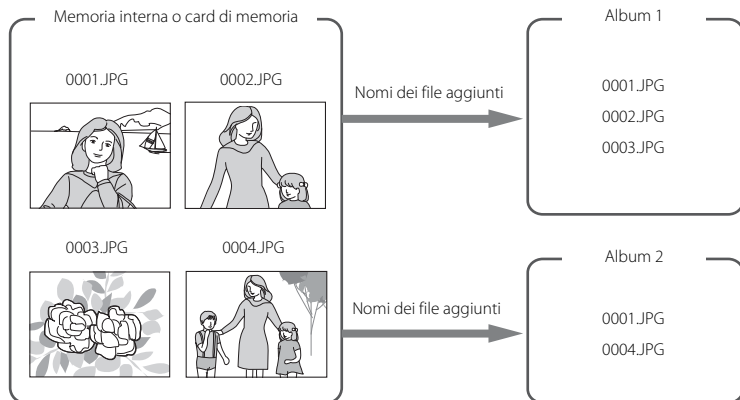 Memoria interna o card di memoria
0001.JPG
0002.JPG
0003.JPG
0004.JPG
Nomi dei file aggiunti
Album 1
0001.JPG
0002.JPG
0003.JPG
Nomi dei file aggiunti
Album 2
0001.JPG
0004.JPG